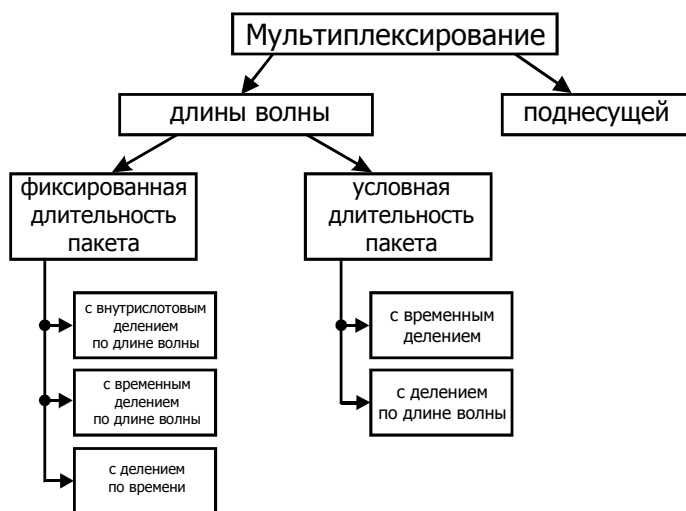 Мультиплексирование
длины волны
поднесущей
фиксированная
длительность
пакета
условная
длительность
пакета
с внутрислотовым
делением
по длине волны
с временным
делением
по длине волны
с делением
по времени
с временным
делением
с делением
по длине волны